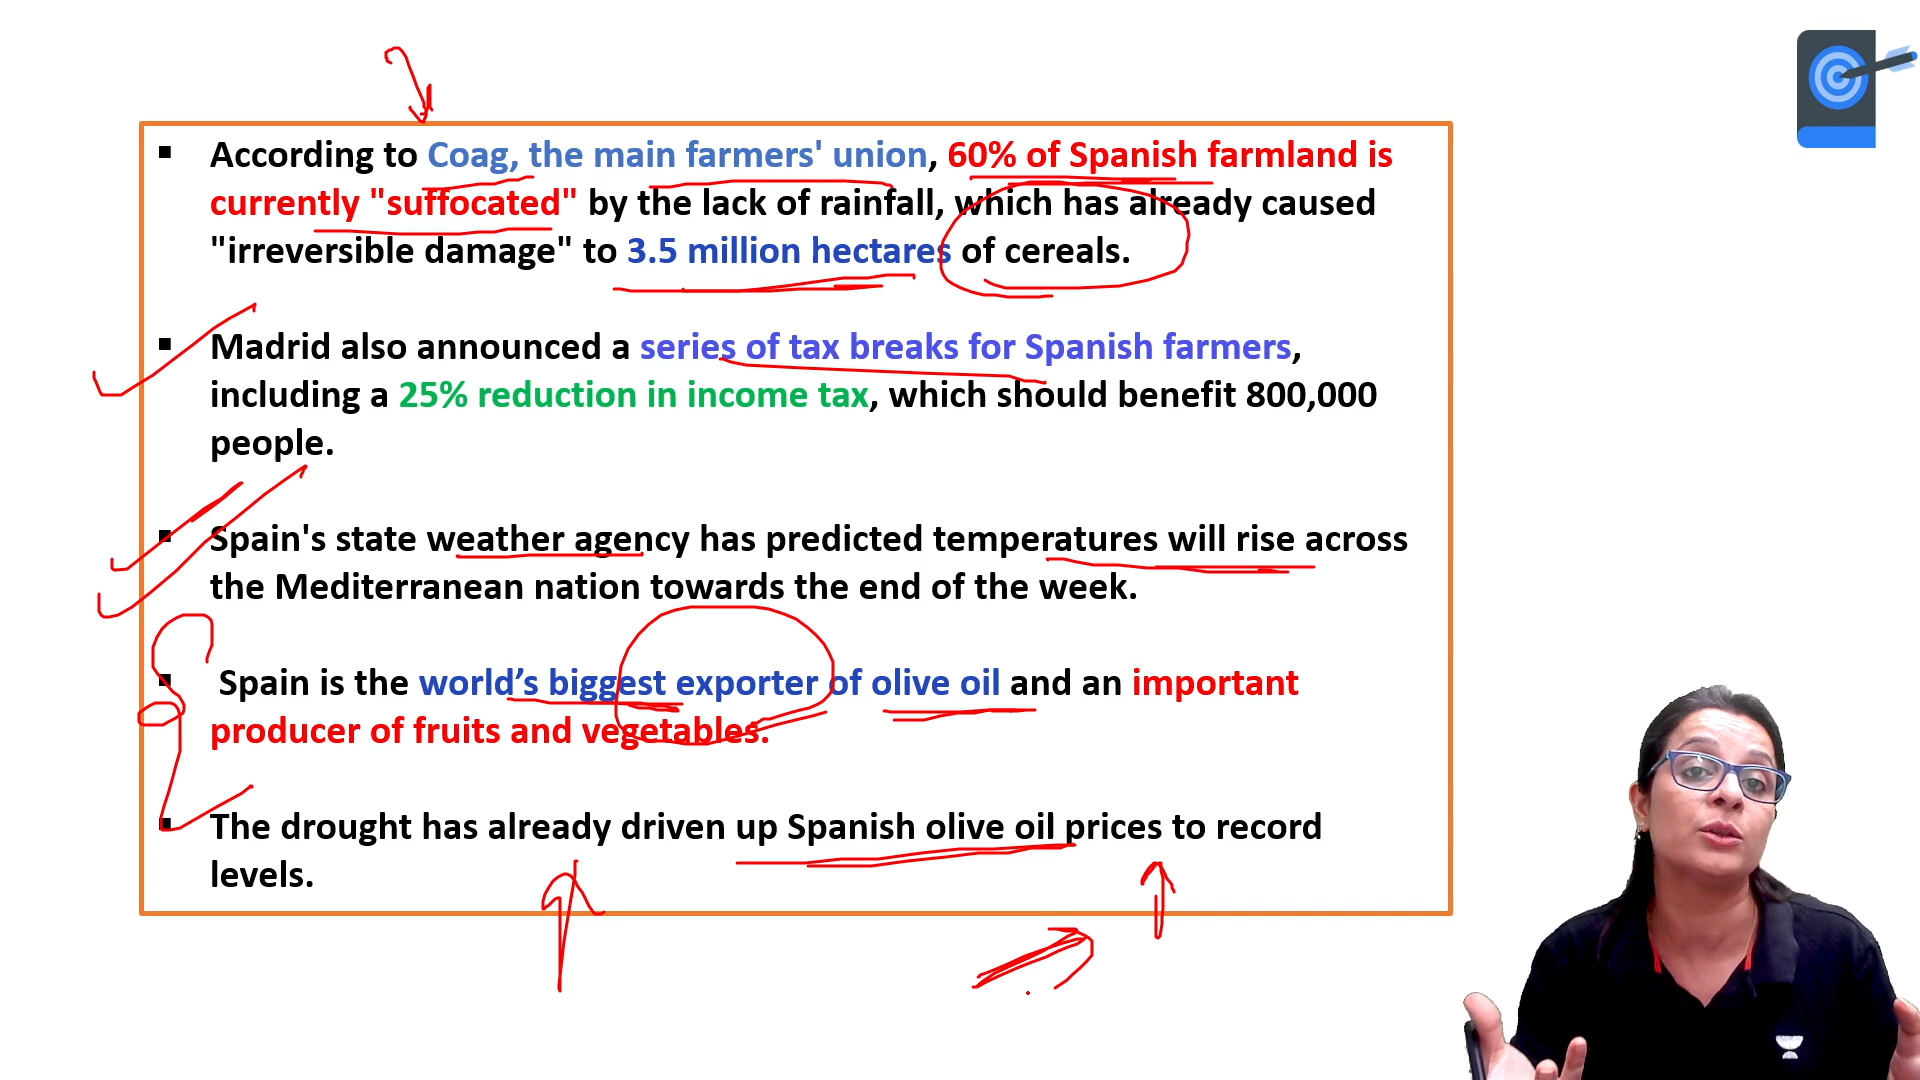 ▪ According to Coag, the main farmers' union, 60% of Spanish farmland is
currently "suffocated" by the lack of rainfall, which has already caused
"irreversible damage" to 3.5 million hectares of cereals.
▪ Madrid also announced a series of tax breaks for Spanish farmers,
including a 25% reduction in income tax, which should benefit 800,000
people.
▪ Spain's state weather agency has predicted temperatures will rise across
the Mediterranean nation towards the end of the week.
▪ Spain is the world’s biggest exporter of olive oil and an important
producer of fruits and vegetables.
▪ The drought has already driven up Spanish olive oil prices to record
levels.